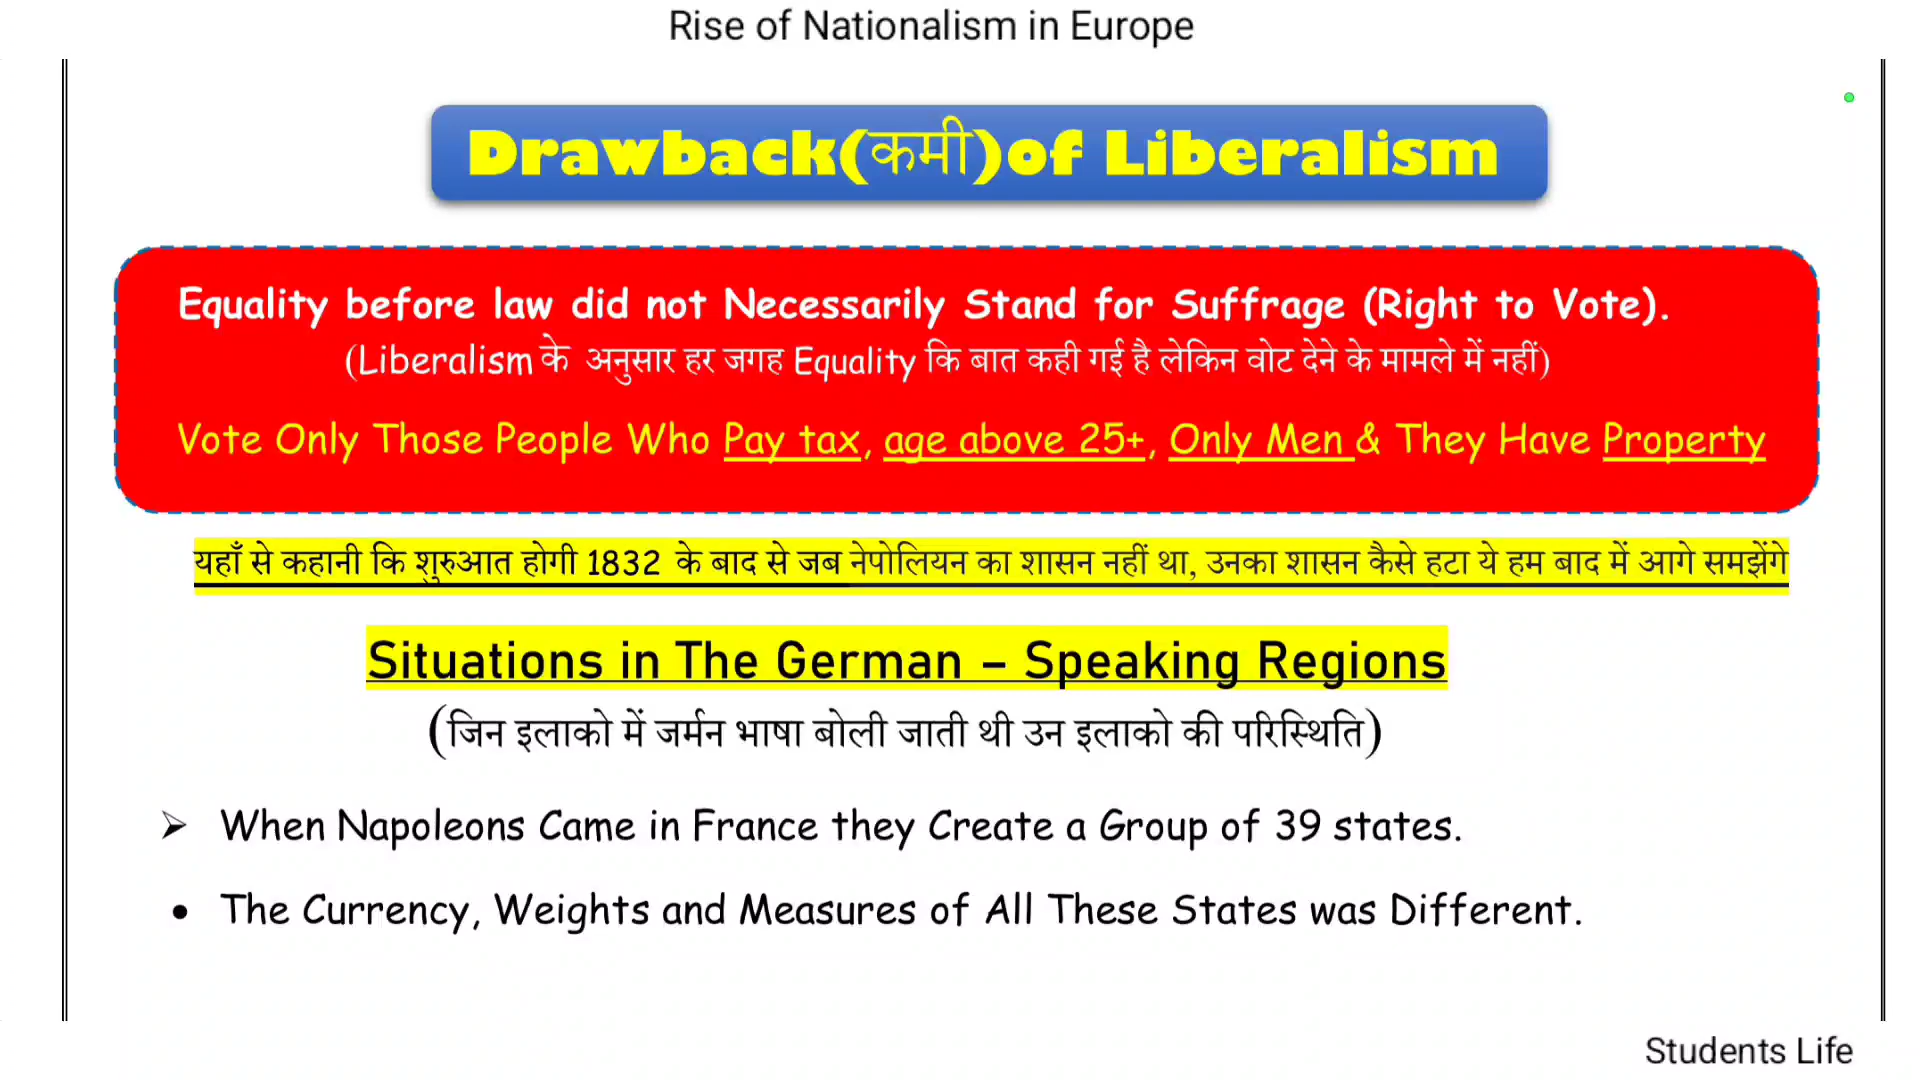 Rise of Nationalism in Europe
Drawback(कमी)of Liberalism
Equality before law did not Necessarily Stand for Suffrage (Right to Vote).
(Liberalism के अनुसार हर जगह Equality कि बात कही गई है लेकिन वोट देने के मामले में नहीं)
Vote Only Those People Who Pay tax, age above 25+, Only Men & They Have Property
यहाँ से कहानी कि शुरुआत होगी 1832 के बाद से जब नेपोलियन का शासन नहीं था, उनका शासन कैसे हटा ये हम बाद में आगे समझेंगे
Situations in The German – Speaking Regions
(जिन इलाको में जर्मन भाषा बोली जाती थी उन इलाको की परिस्थिति)
➢ When Napoleons Came in France they Create a Group of 39 states.
• The Currency, Weights and Measures of All These States was Different.
Students Life